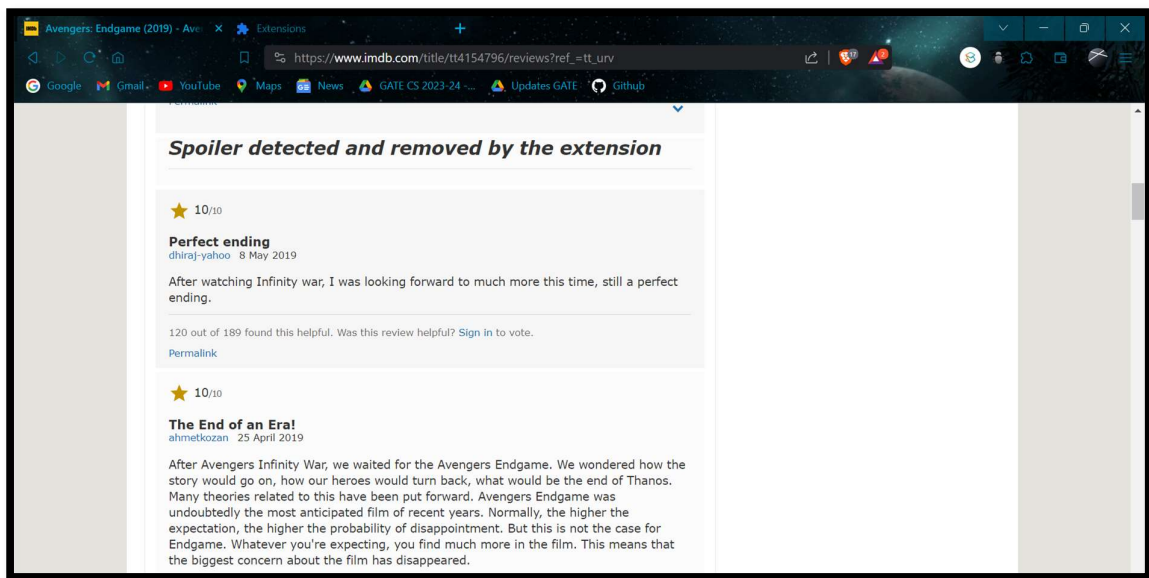 Avengers: Endgame (2019) - Ave
Extensions
https://www.imdb.com/title/tt4154796/reviews?ref_=tt_urv
17
Google
Gmail
YouTube
Maps
GE
News
GATE CS 2023-24 -...
Updates GATE
Github
Spoiler detected and removed by the extension
10/10
Perfect ending
dhiraj-yahoo 8 May 2019
After watching Infinity war, I was looking forward to much more this time, still a perfect
ending.
120 out of 189 found this helpful. Was this review helpful? Sign in to vote.
Permalink
10/10
The End of an Era!
ahmetkozan 25 April 2019
After Avengers Infinity War, we waited for the Avengers Endgame. We wondered how the
story would go on, how our heroes would turn back, what would be the end of Thanos.
Many theories related to this have been put forward. Avengers Endgame was
undoubtedly the most anticipated film of recent years. Normally, the higher the
expectation, the higher the probability of disappointment. But this is not the case for
Endgame. Whatever you're expecting, you find much more in the film. This means that
the biggest concern about the film has disappeared.